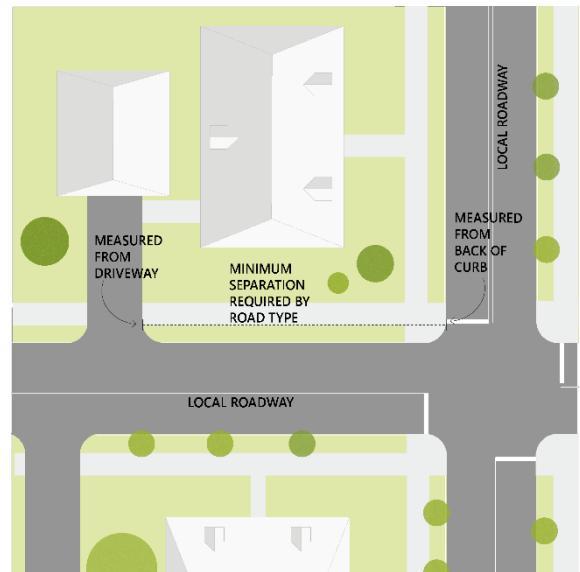 LOCAL ROADWAY
MEASURED
FROM
DRIVEWAY
MINIMUM
SEPARATION
REQUIRED BY
ROAD TYPE
MEASURED
FROM
BACK OF
CURB
LOCAL ROADWAY